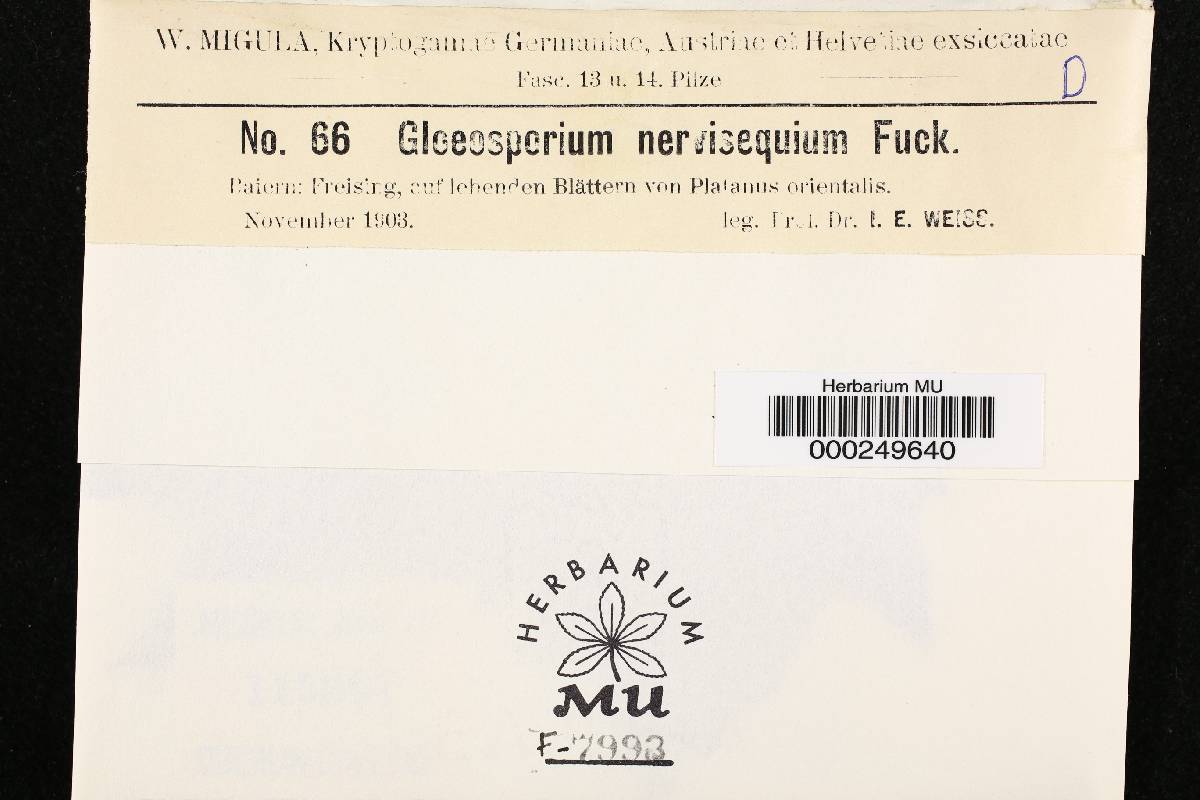 W. MIGULA, Kryptogamae Germaniae, Austriae et Helvetiae exsiccatae
Fasc. 13 u. 14. Pilze
D
No. 66 Gloeosporium nervisequium Fuck.
Baiern: Freising, auf lebenden Blättern von Platanus orientalis.
November 1903.
leg. Prof. Dr. I. E. WEISS.
Herbarium MU
000249640
HERBARIUM
MU
F-7993